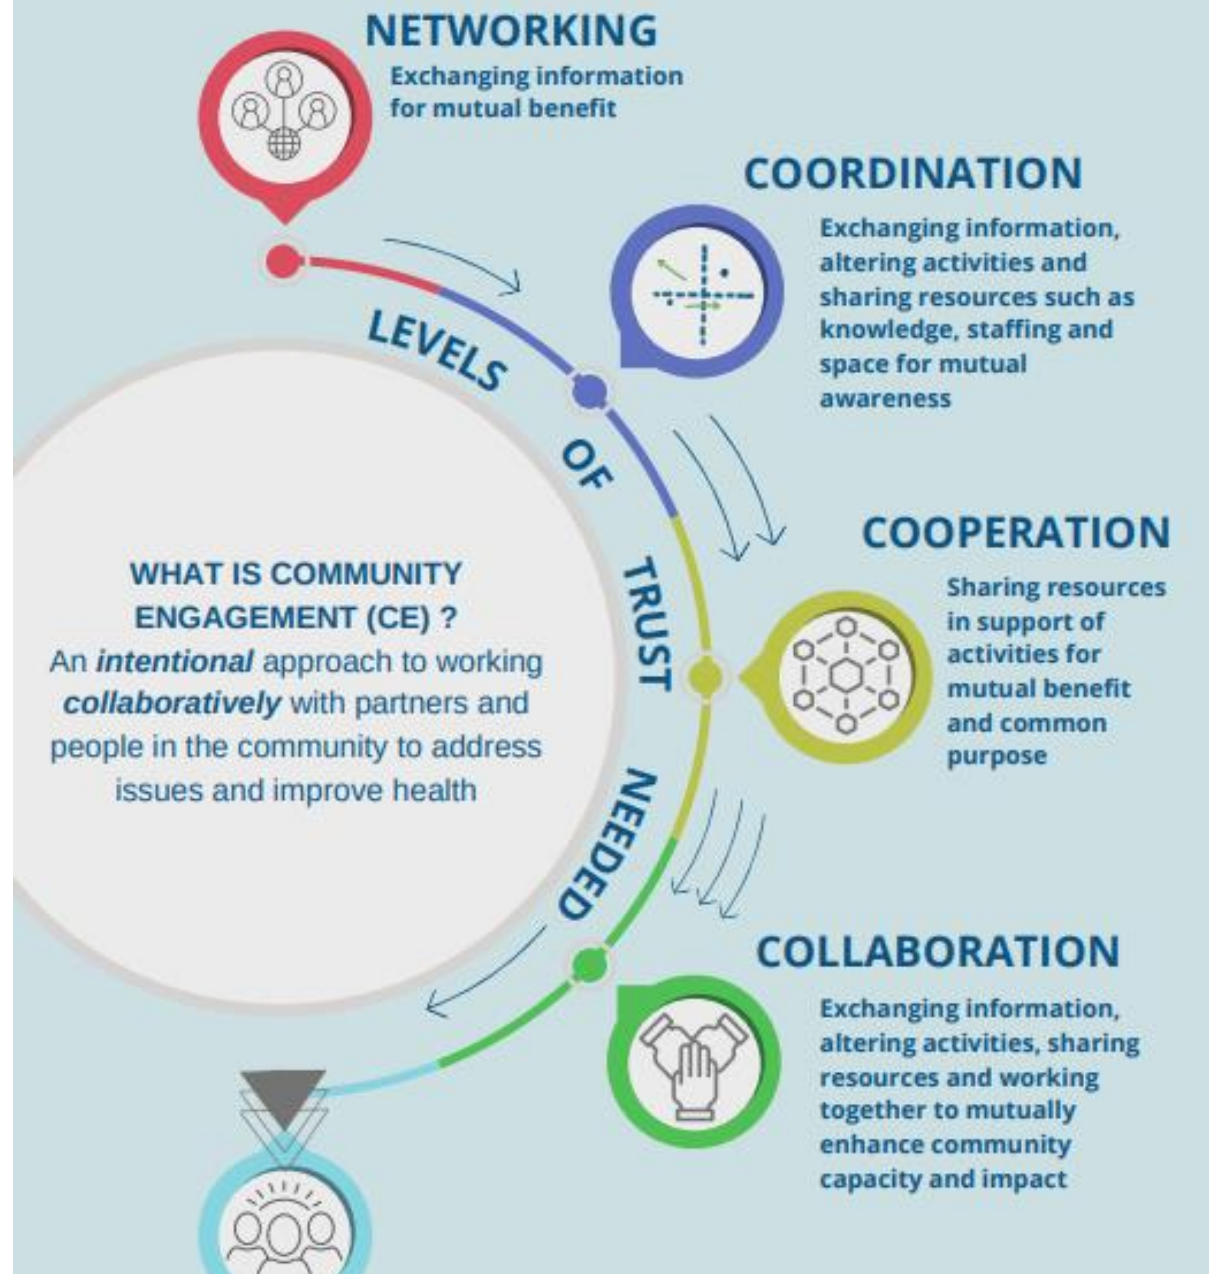 NETWORKING
Exchanging information
for mutual benefit
COORDINATION
Exchanging information,
altering activities and
sharing resources such as
knowledge, staffing and
space for mutual
awareness
LEVELS OF TRUST NEEDED
COOPERATION
Sharing resources
in support of
activities for
mutual benefit
and common
purpose
WHAT IS COMMUNITY
ENGAGEMENT (CE) ?
An intentional approach to working
collaboratively with partners and
people in the community to address
issues and improve health
COLLABORATION
Exchanging information,
altering activities, sharing
resources and working
together to mutually
enhance community
capacity and impact